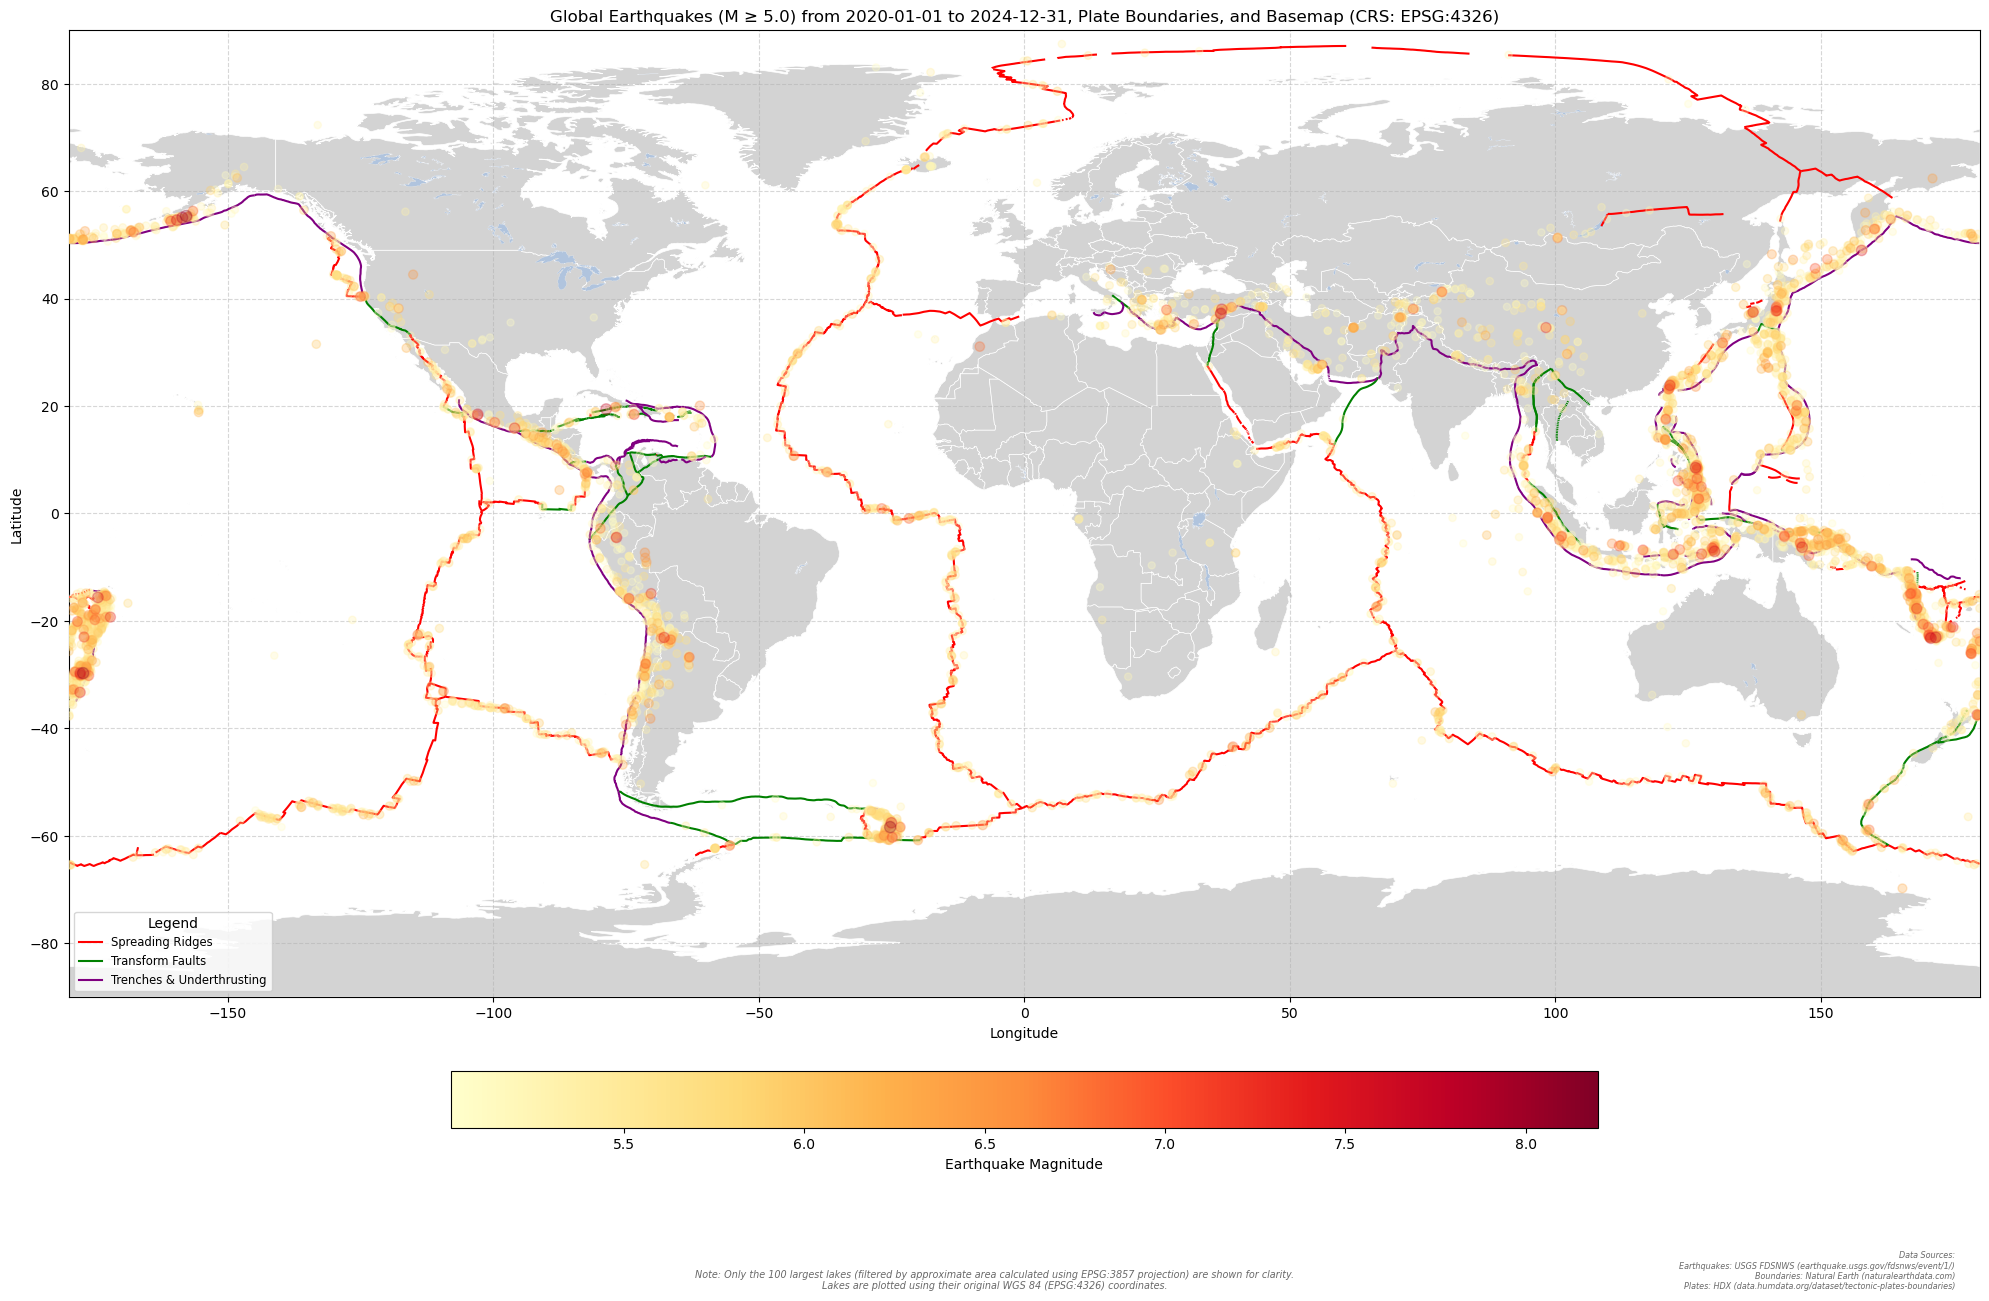 Global Earthquakes (M ≥ 5.0) from 2020-01-01 to 2024-12-31, Plate Boundaries, and Basemap (CRS: EPSG:4326)
80
60
40
20
0
−20
−40
−60
−80
Latitude
Legend
Spreading Ridges
Transform Faults
Trenches & Underthrusting
−150
−100
−50
0
50
100
150
Longitude
5.5
6.0
6.5
7.0
7.5
8.0
Earthquake Magnitude
Note: Only the 100 largest lakes (filtered by approximate area calculated using EPSG:3857 projection) are shown for clarity.
Lakes are plotted using their original WGS 84 (EPSG:4326) coordinates.
Data Sources:
Earthquakes: USGS FDSNWS (earthquake.usgs.gov/fdsnws/event/1/)
Boundaries: Natural Earth (naturalearthdata.com)
Plates: HDX (data.humdata.org/dataset/tectonic-plates-boundaries)